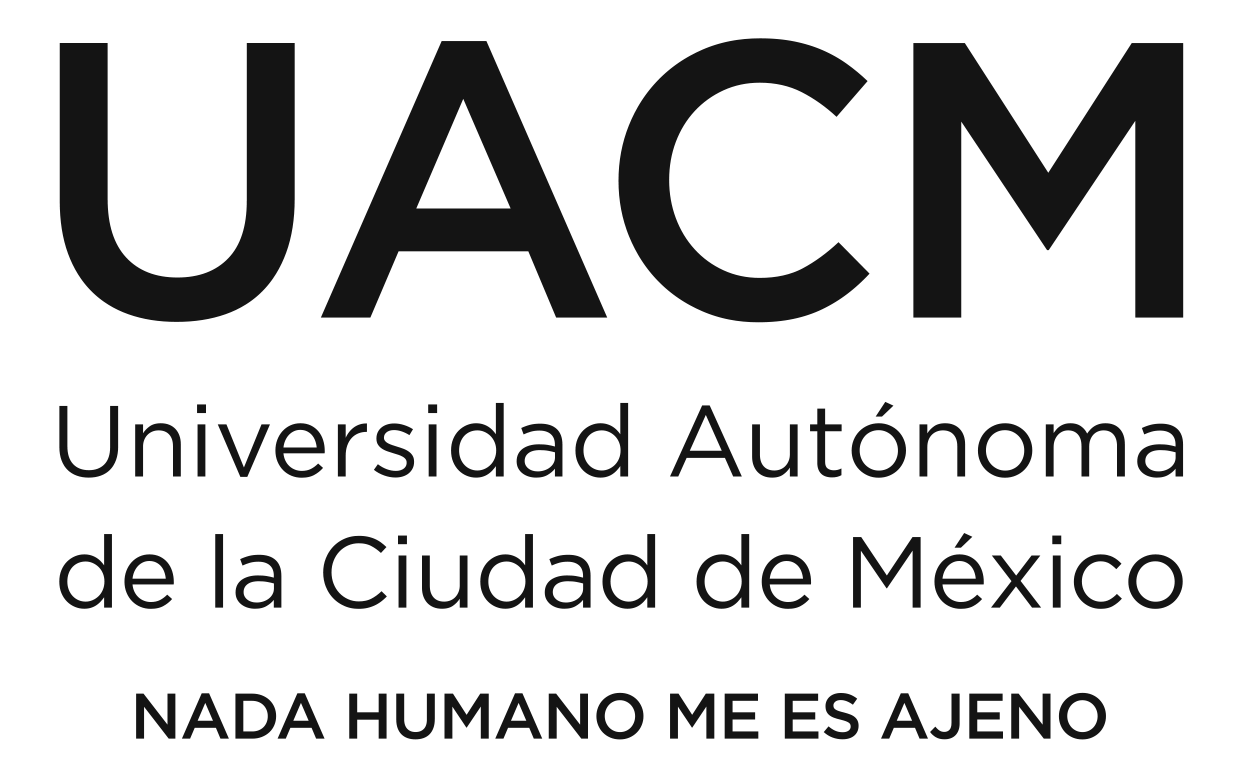 UACM
Universidad Autónoma
de la Ciudad de México
NADA HUMANO ME ES AJENO